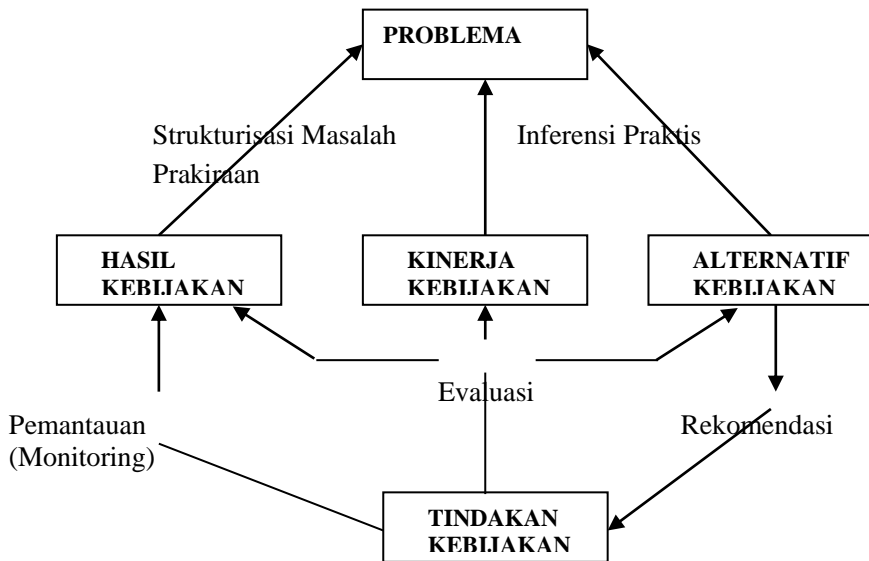 PROBLEMA
Strukturisasi Masalah
Prakiraan
Inferensi Praktis
HASIL
KEBIJAKAN
KINERJA
KEBIJAKAN
ALTERNATIF
KEBIJAKAN
Evaluasi
Pemantauan
(Monitoring)
Rekomendasi
TINDAKAN
KEBIJAKAN